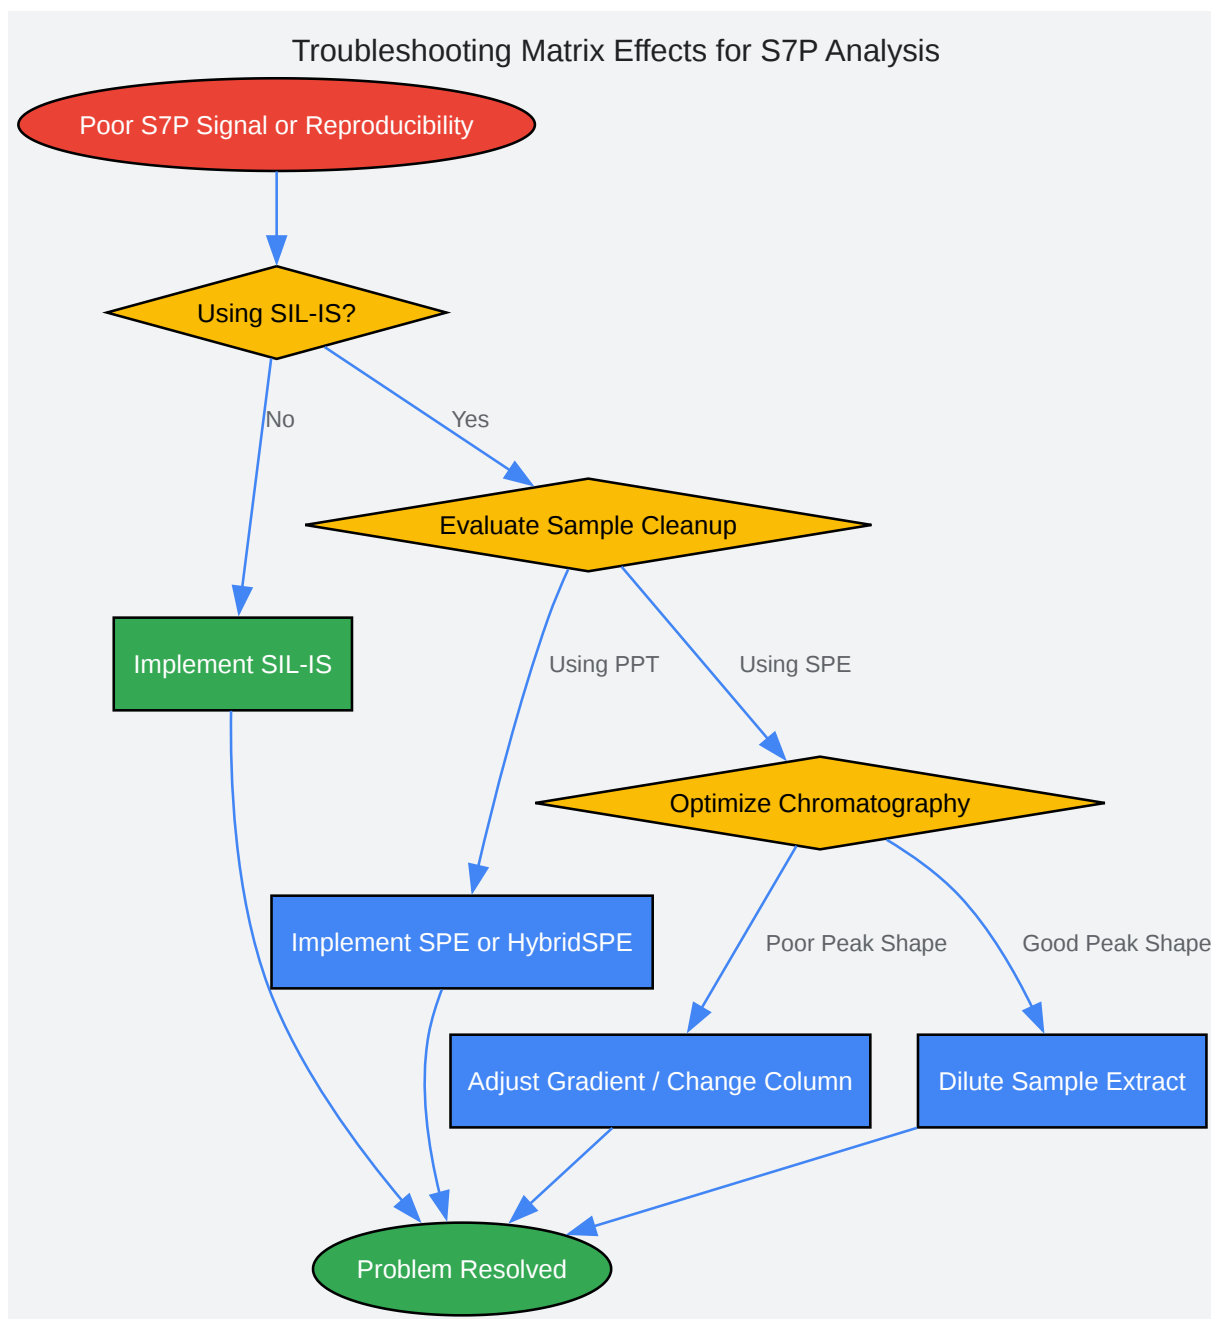 Troubleshooting Matrix Effects for S7P Analysis
Poor S7P Signal or Reproducibility
Using SIL-IS?
No
Yes
Evaluate Sample Cleanup
Implement SIL-IS
Using PPT
Using SPE
Optimize Chromatography
Implement SPE or HybridSPE
Poor Peak Shape
Good Peak Shape
Adjust Gradient / Change Column
Dilute Sample Extract
Problem Resolved